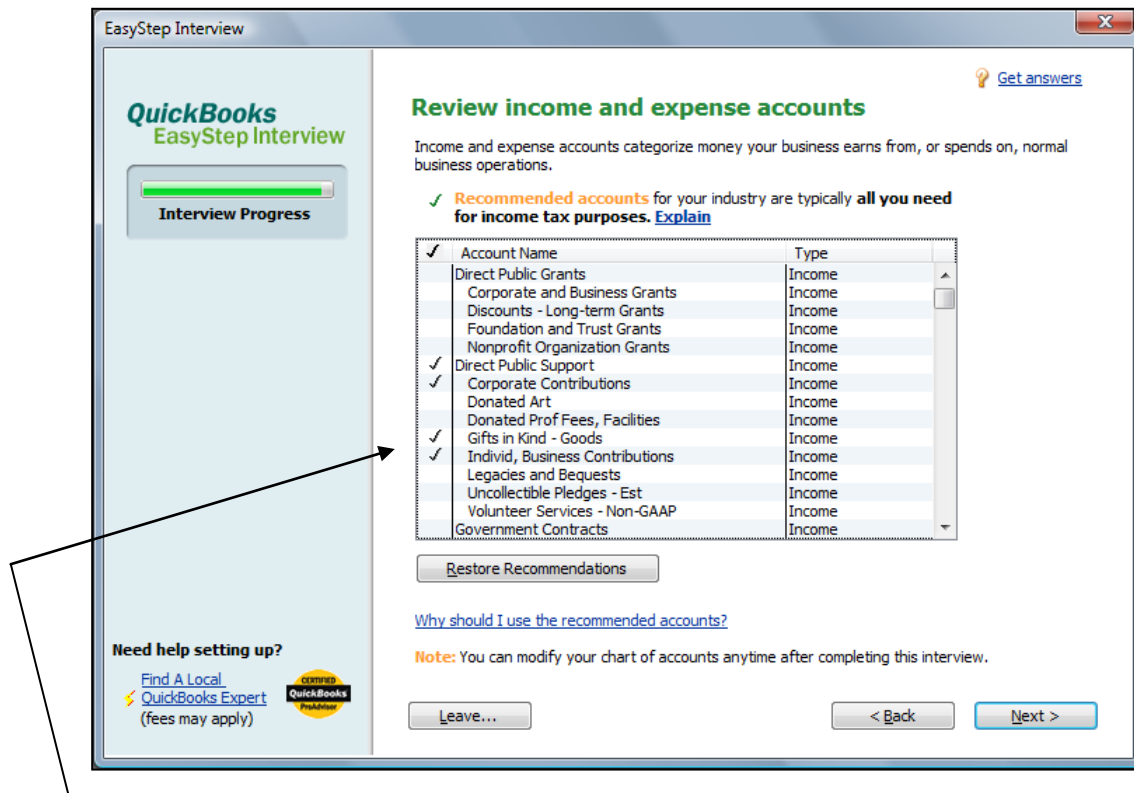 EasyStep Interview
X
Get answers
QuickBooks
EasyStep Interview
Interview Progress
Review income and expense accounts
Income and expense accounts categorize money your business earns from, or spends on, normal
business operations.
✓ Recommended accounts for your industry are typically all you need
for income tax purposes. Explain
✓ Account Name Type
Direct Public Grants Income
Corporate and Business Grants Income
Discounts - Long-term Grants Income
Foundation and Trust Grants Income
Nonprofit Organization Grants Income
✓ Direct Public Support Income
✓ Corporate Contributions Income
Donated Art Income
Donated Prof Fees, Facilities Income
✓ Gifts in Kind - Goods Income
✓ Individ, Business Contributions Income
Legacies and Bequests Income
Uncollectible Pledges - Est Income
Volunteer Services - Non-GAAP Income
Government Contracts Income
Restore Recommendations
Why should I use the recommended accounts?
Note: You can modify your chart of accounts anytime after completing this interview.
Need help setting up?
Find A Local
QuickBooks Expert
(fees may apply)
CERTIFIED
QuickBooks
ProAdvisor
Leave...
< Back
Next >